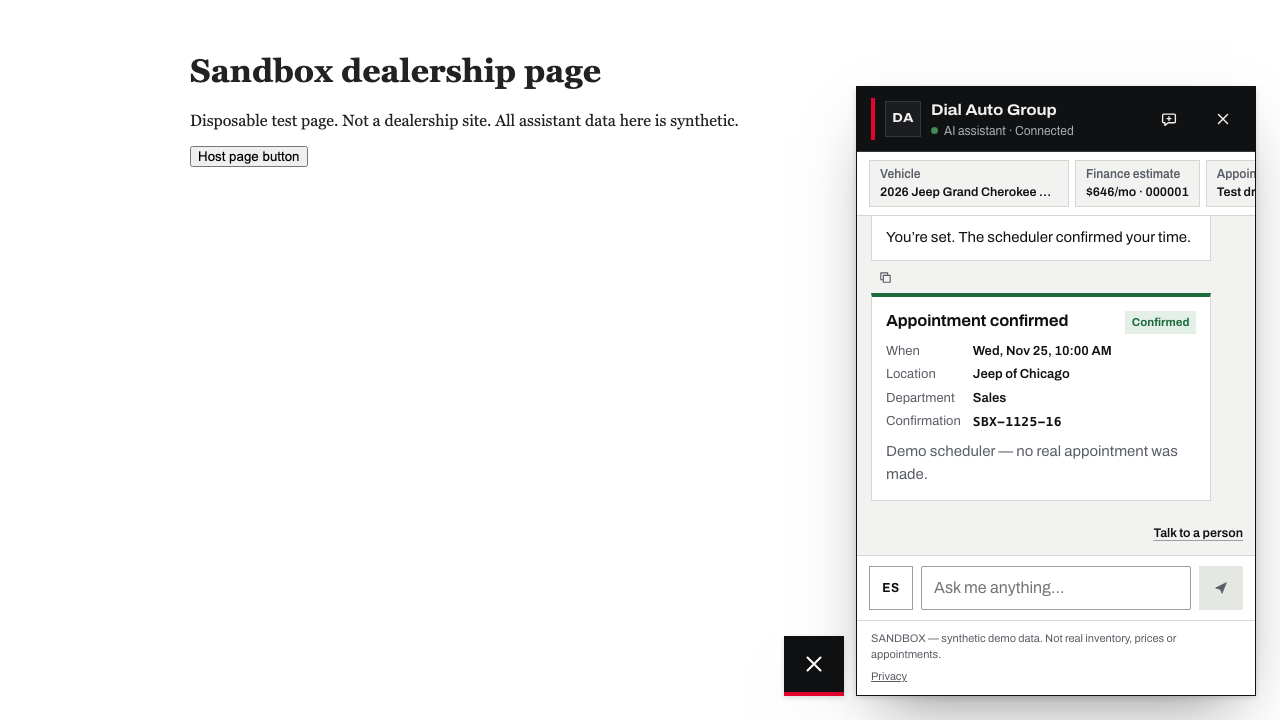 Sandbox dealership page
Disposable test page. Not a dealership site. All assistant data here is synthetic.
Host page button
DA
Dial Auto Group
AI assistant · Connected
Vehicle
2026 Jeep Grand Cherokee …
Finance estimate
$646/mo · 000001
Appoin
Test dr
You’re set. The scheduler confirmed your time.
Appointment confirmed
Confirmed
When Wed, Nov 25, 10:00 AM
Location Jeep of Chicago
Department Sales
Confirmation SBX–1125–16
Demo scheduler — no real appointment was
made.
Talk to a person
ES
Ask me anything…
SANDBOX — synthetic demo data. Not real inventory, prices or
appointments.
Privacy